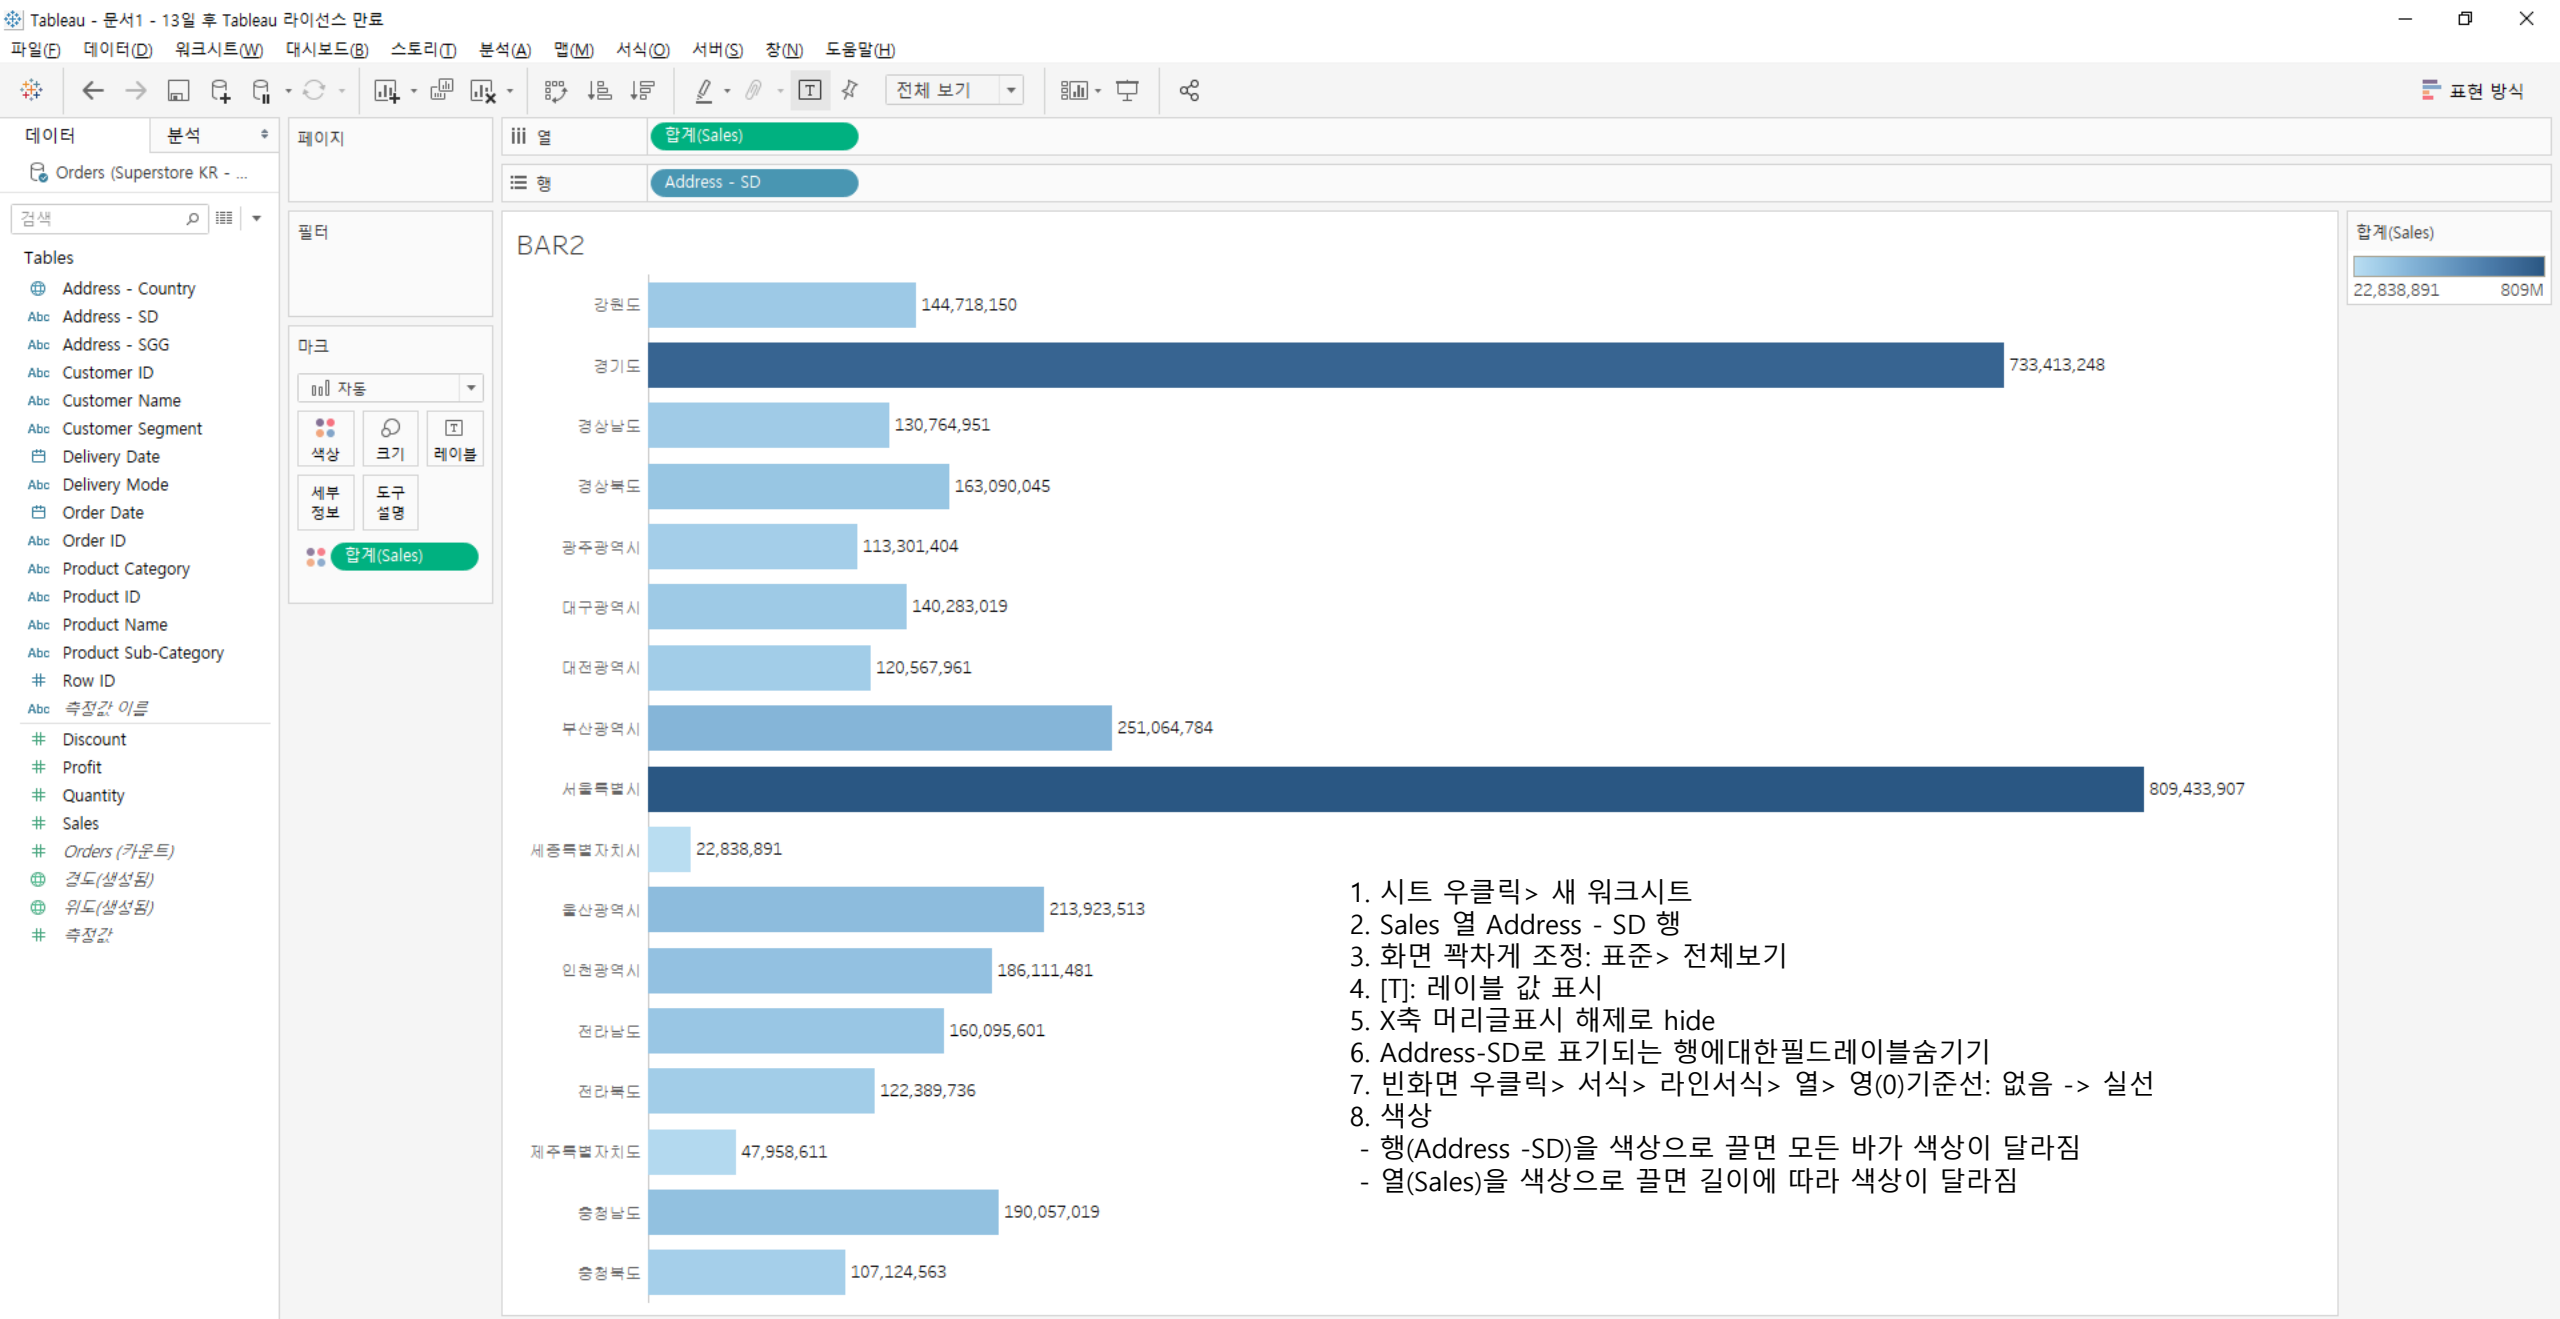 Tableau - 문서1 - 13일 후 Tableau 라이선스 만료
파일(F) 데이터(D) 워크시트(W) 대시보드(B) 스토리(T) 분석(A) 맵(M) 서식(O) 서버(S) 창(N) 도움말(H)
전체 보기
표현 방식
데이터 분석
Orders (Superstore KR - ...
검색
Tables
Address - Country
Abc Address - SD
Abc Address - SGG
Abc Customer ID
Abc Customer Name
Abc Customer Segment
Delivery Date
Abc Delivery Mode
Order Date
Abc Order ID
Abc Product Category
Abc Product ID
Abc Product Name
Abc Product Sub-Category
# Row ID
Abc 측정값 이름
# Discount
# Profit
# Quantity
# Sales
# Orders (카운트)
경도(생성됨)
위도(생성됨)
# 측정값
페이지
필터
마크
자동
색상 크기 레이블
세부 정보
도구 설명
합계(Sales)
열 합계(Sales)
행 Address - SD
BAR2
강원도 144,718,150
경기도 733,413,248
경상남도 130,764,951
경상북도 163,090,045
광주광역시 113,301,404
대구광역시 140,283,019
대전광역시 120,567,961
부산광역시 251,064,784
서울특별시 809,433,907
세종특별자치시 22,838,891
울산광역시 213,923,513
인천광역시 186,111,481
전라남도 160,095,601
전라북도 122,389,736
제주특별자치도 47,958,611
충청남도 190,057,019
충청북도 107,124,563
1. 시트 우클릭> 새 워크시트
2. Sales 열 Address - SD 행
3. 화면 꽉차게 조정: 표준> 전체보기
4. [T]: 레이블 값 표시
5. X축 머리글표시 해제로 hide
6. Address-SD로 표기되는 행에대한필드레이블숨기기
7. 빈화면 우클릭> 서식> 라인서식> 열> 영(0)기준선: 없음 -> 실선
8. 색상
- 행(Address -SD)을 색상으로 끌면 모든 바가 색상이 달라짐
- 열(Sales)을 색상으로 끌면 길이에 따라 색상이 달라짐
합계(Sales)
22,838,891 809M